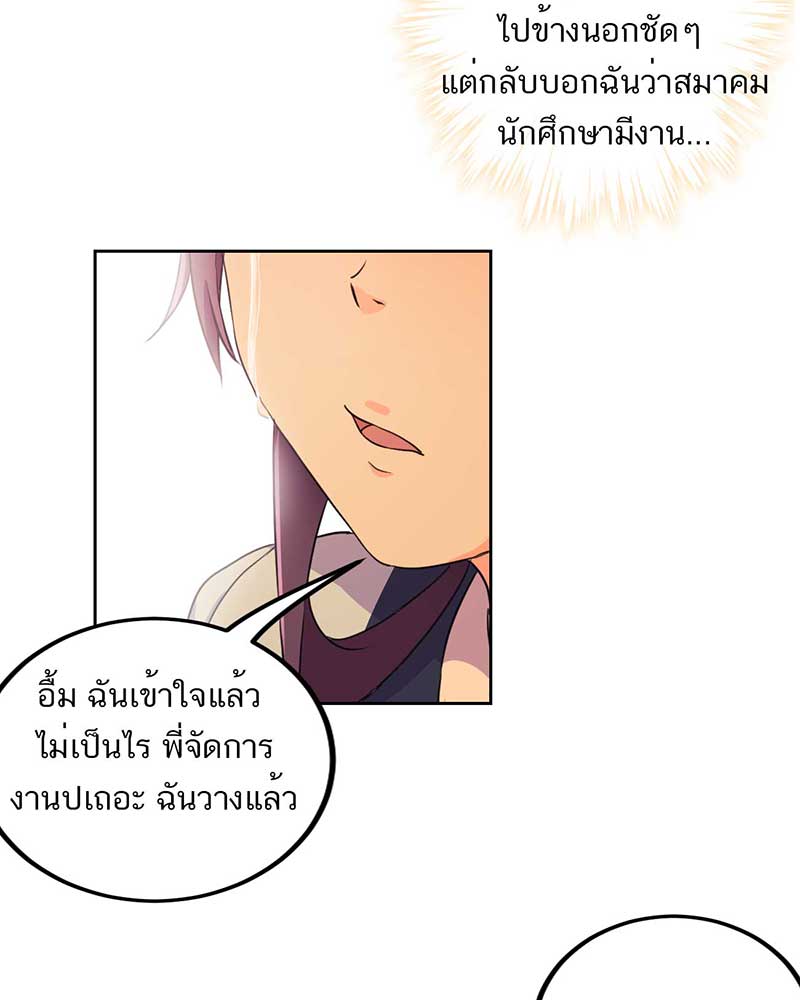 ไปข้างนอกชัดๆ
แต่กลับบอกฉันว่าสมาคม
นักศึกษามีงาน...
อื้ม ฉันเข้าใจแล้ว
ไม่เป็นไร พี่จัดการ
งานปเถอะ ฉันวางแล้ว